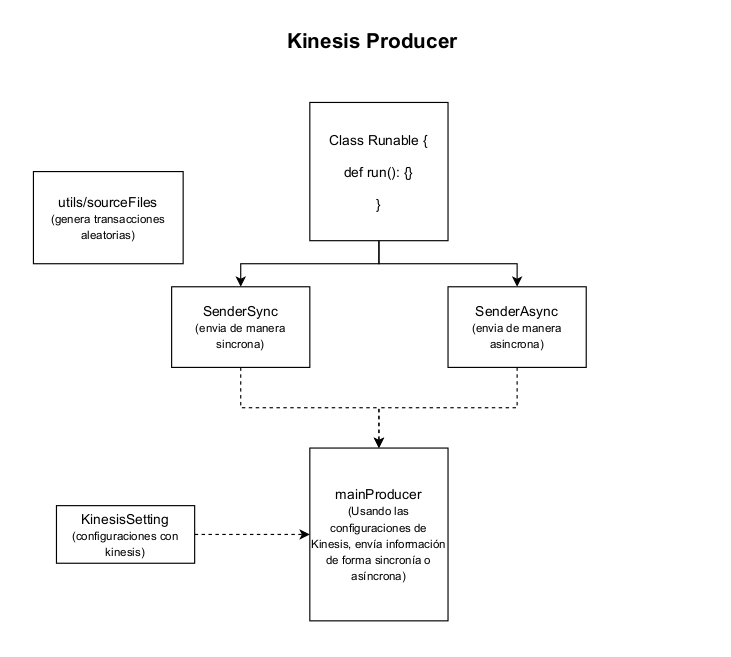 Kinesis Producer
Class Runable {
def run(): {}
}
utils/sourceFiles
(genera transacciones
aleatorias)
SenderSync
(envia de manera
sincrona)
SenderAsync
(envia de manera
asincrona)
mainProducer
(Usando las
configuraciones de
Kinesis, envía información
de forma sincronía o
asíncrona)
KinesisSetting
(configuraciones con
kinesis)